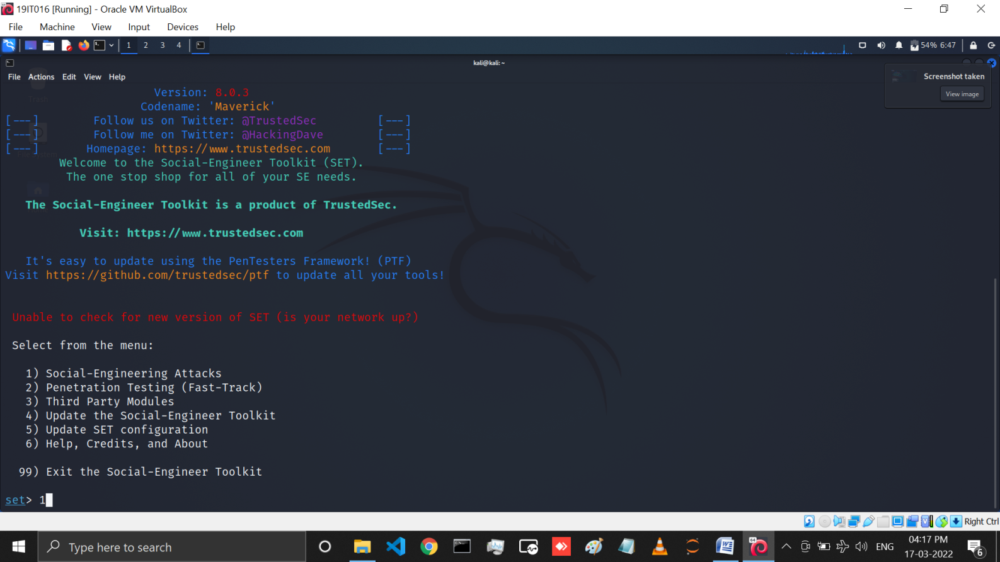 19IT016 [Running] - Oracle VM VirtualBox
File Machine View Input Devices Help
1 2 3 4
54% 6:47
kali@kali: ~
File Actions Edit View Help
Screenshot taken
View image
Trash
Version: 8.0.3
Codename: 'Maverick'
[---] Follow us on Twitter: @TrustedSec [---]
[---] Follow me on Twitter: @HackingDave [---]
[---] Homepage: https://www.trustedsec.com [---]
Welcome to the Social-Engineer Toolkit (SET).
The one stop shop for all of your SE needs.
The Social-Engineer Toolkit is a product of TrustedSec.
Visit: https://www.trustedsec.com
It's easy to update using the PenTesters Framework! (PTF)
Visit https://github.com/trustedsec/ptf to update all your tools!
Unable to check for new version of SET (is your network up?)
Select from the menu:
1) Social-Engineering Attacks
2) Penetration Testing (Fast-Track)
3) Third Party Modules
4) Update the Social-Engineer Toolkit
5) Update SET configuration
6) Help, Credits, and About
99) Exit the Social-Engineer Toolkit
set> 1
Right Ctrl
Type here to search
64
ENG
04:17 PM
17-03-2022
6